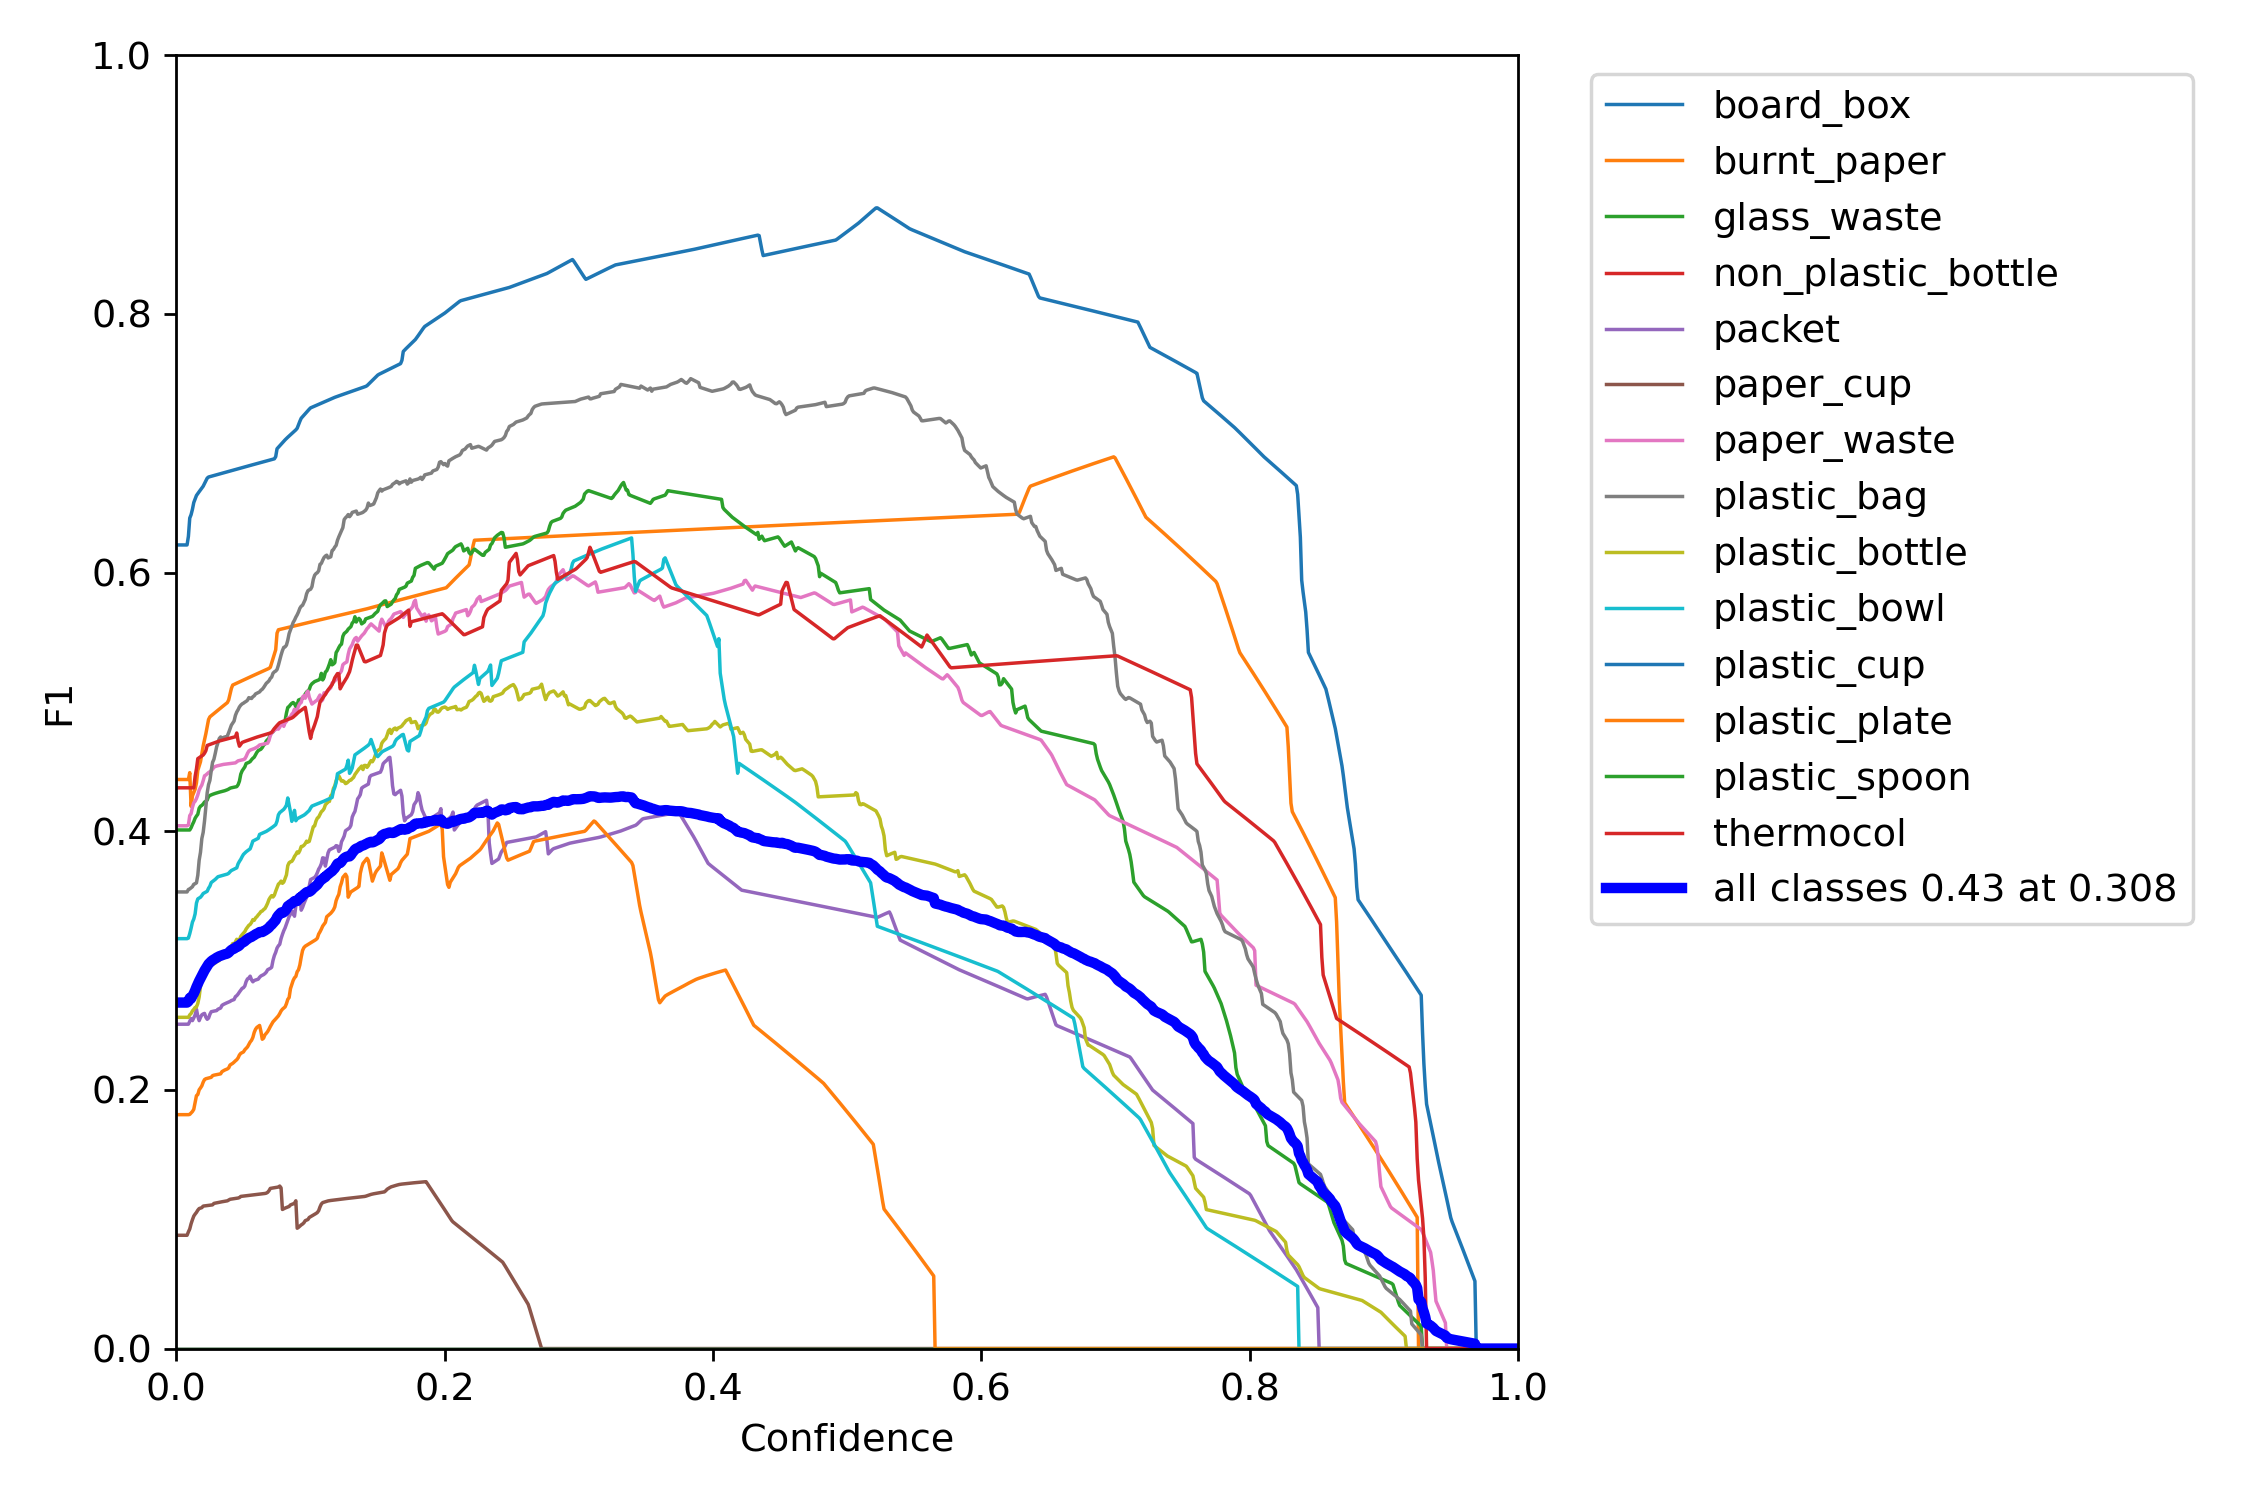 1.0
0.8
0.6
0.4
0.2
0.0
F1
0.0 0.2 0.4 0.6 0.8 1.0
Confidence
board_box
burnt_paper
glass_waste
non_plastic_bottle
packet
paper_cup
paper_waste
plastic_bag
plastic_bottle
plastic_bowl
plastic_cup
plastic_plate
plastic_spoon
thermocol
all classes 0.43 at 0.308